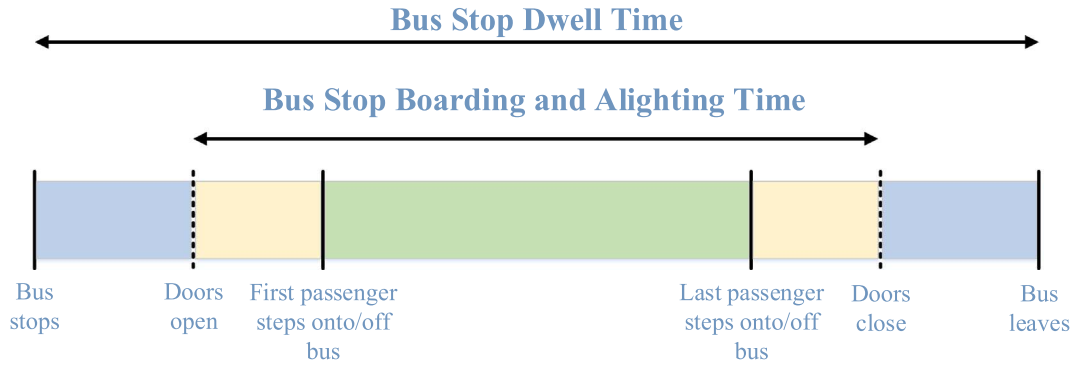 Bus Stop Dwell Time
Bus Stop Boarding and Alighting Time
Bus
stops
Doors
open
First passenger
steps onto/off
bus
Last passenger
steps onto/off
bus
Doors
close
Bus
leaves